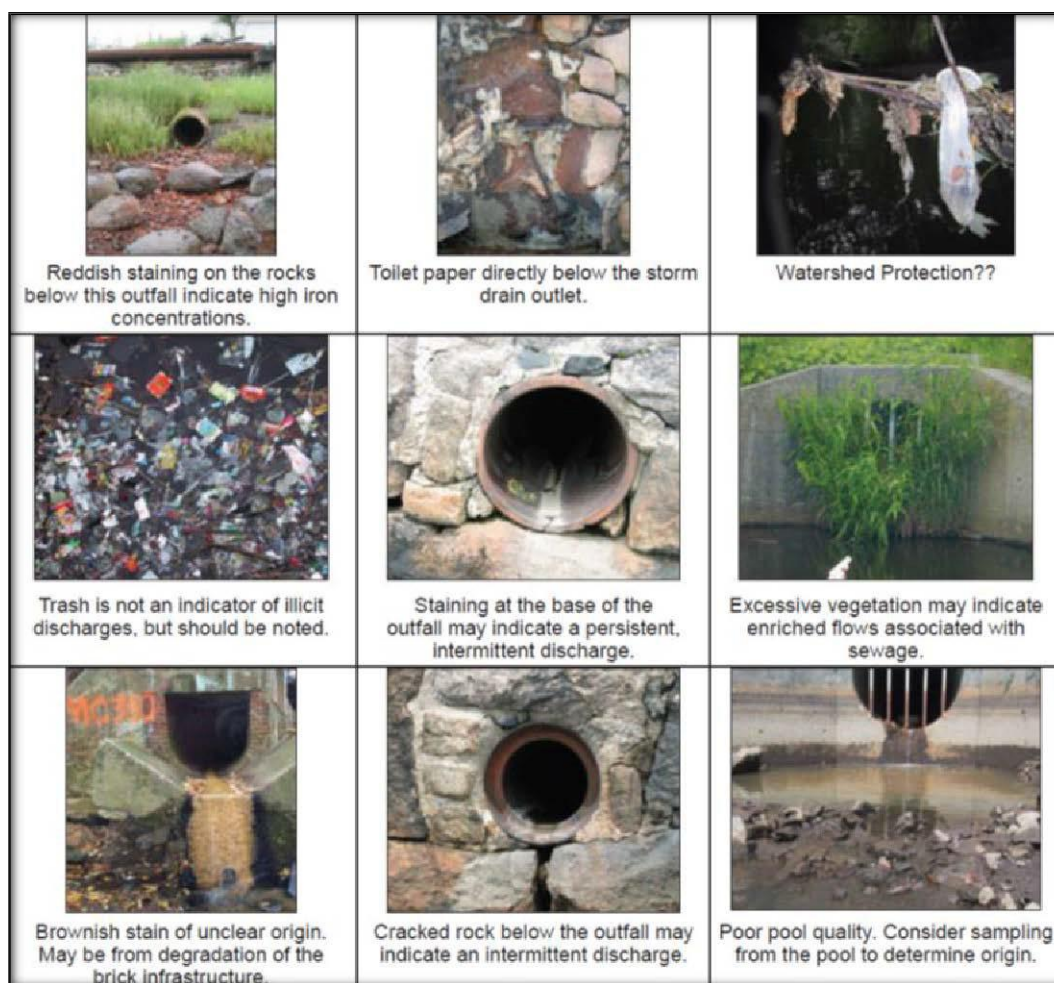 Reddish staining on the rocks
below this outfall indicate high iron
concentrations.
Toilet paper directly below the storm
drain outlet.
Watershed Protection??
Trash is not an indicator of illicit
discharges, but should be noted.
Staining at the base of the
outfall may indicate a persistent,
intermittent discharge.
Excessive vegetation may indicate
enriched flows associated with
sewage.
Brownish stain of unclear origin.
May be from degradation of the
brick infrastructure.
Cracked rock below the outfall may
indicate an intermittent discharge.
Poor pool quality. Consider sampling
from the pool to determine origin.